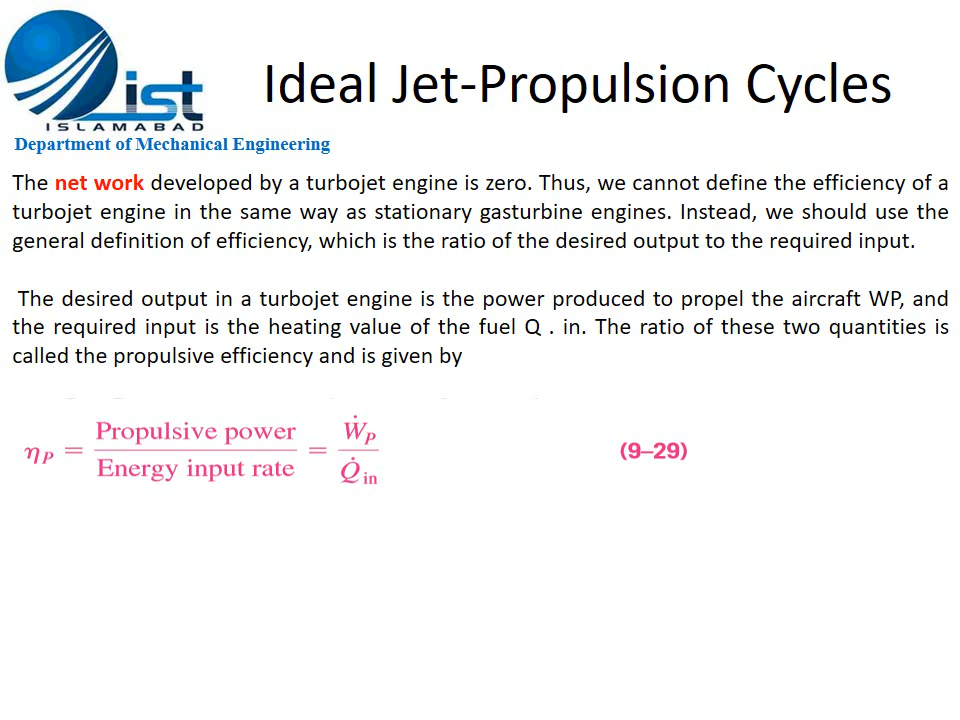 ist
ISLAMABAD
Ideal Jet-Propulsion Cycles
Department of Mechanical Engineering
The net work developed by a turbojet engine is zero. Thus, we cannot define the efficiency of a
turbojet engine in the same way as stationary gasturbine engines. Instead, we should use the
general definition of efficiency, which is the ratio of the desired output to the required input.
The desired output in a turbojet engine is the power produced to propel the aircraft WP, and
the required input is the heating value of the fuel Q . in. The ratio of these two quantities is
called the propulsive efficiency and is given by
ηP = Propulsive power / Energy input rate = ẆP / Q̇in (9–29)